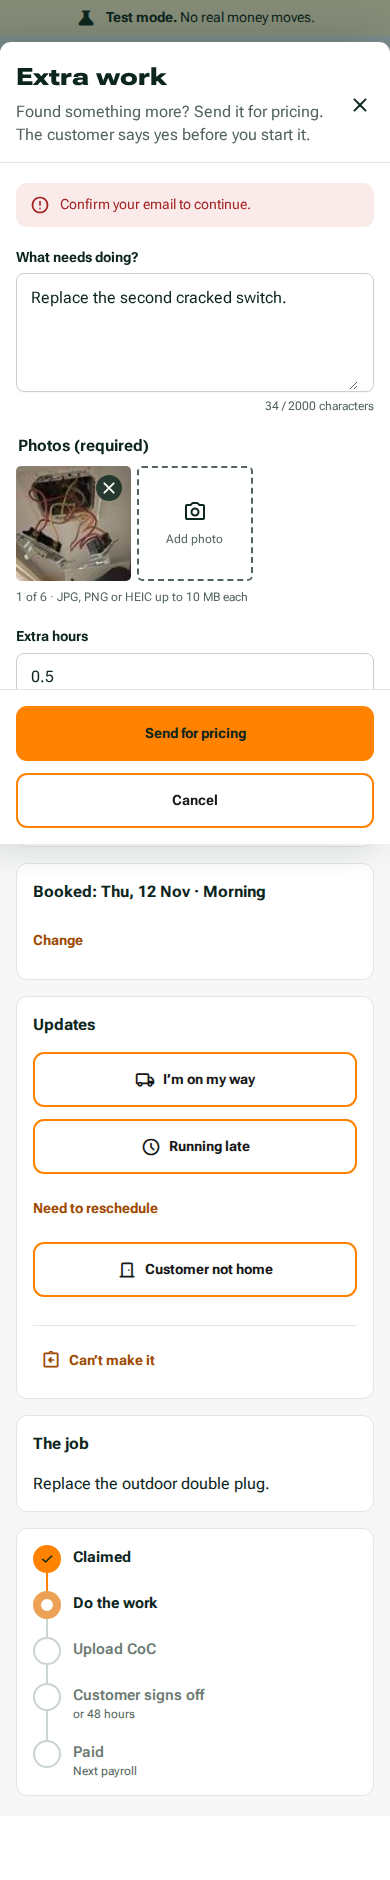 Test mode. No real money moves.
Extra work
Found something more? Send it for pricing.
The customer says yes before you start it.
Confirm your email to continue.
What needs doing?
Replace the second cracked switch.
34 / 2000 characters
Photos (required)
Add photo
1 of 6 · JPG, PNG or HEIC up to 10 MB each
Extra hours
0.5
Send for pricing
Cancel
Booked: Thu, 12 Nov · Morning
Change
Updates
I’m on my way
Running late
Need to reschedule
Customer not home
Can’t make it
The job
Replace the outdoor double plug.
Claimed
Do the work
Upload CoC
Customer signs off
or 48 hours
Paid
Next payroll